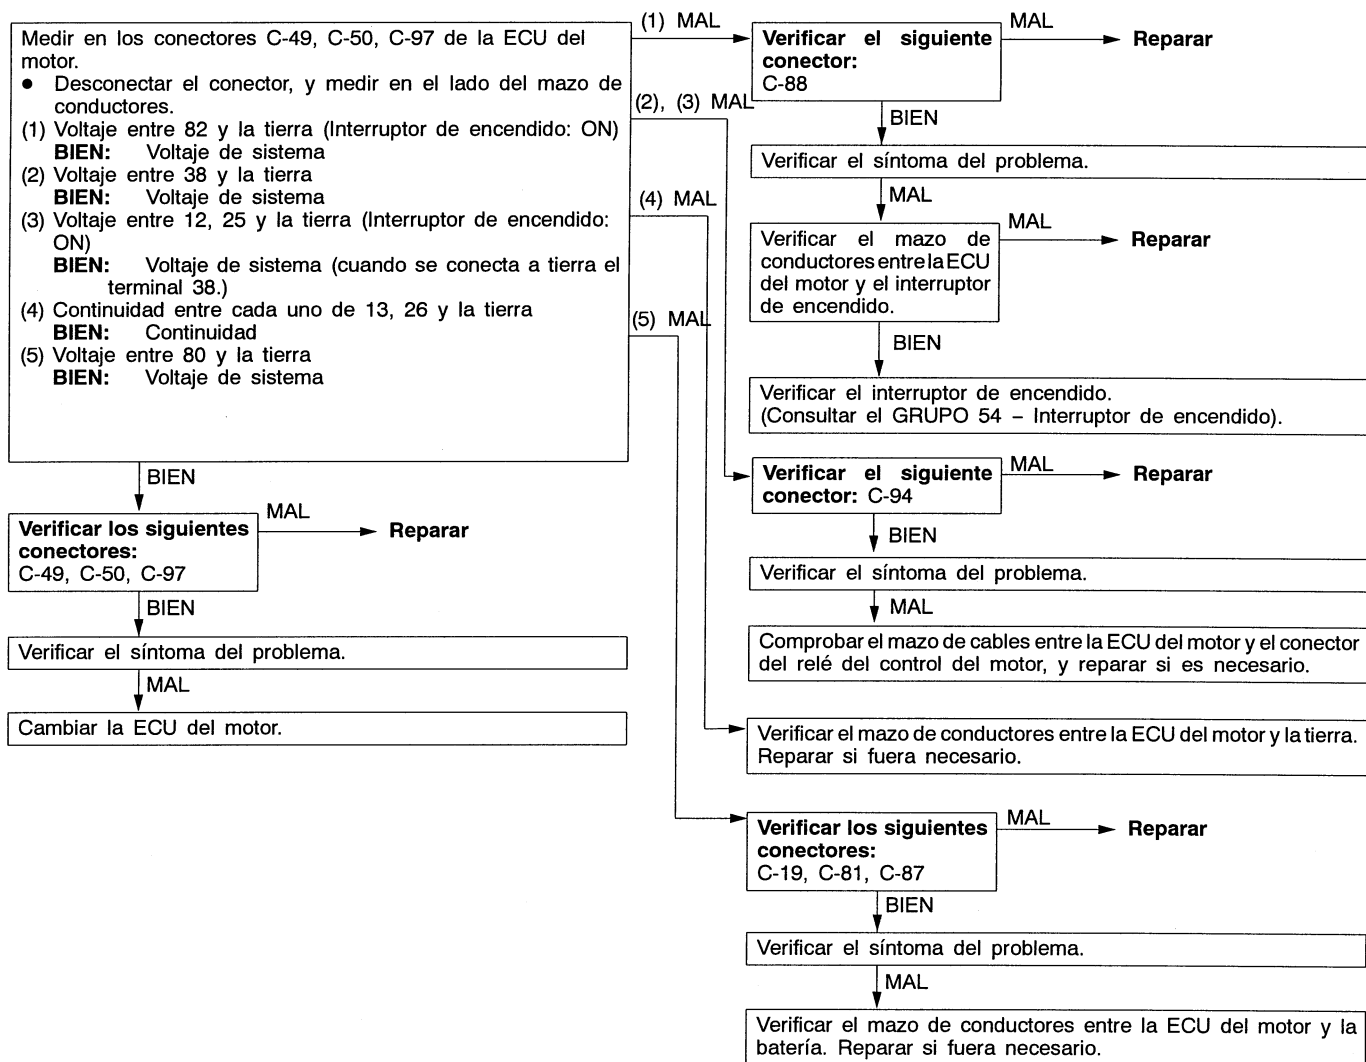 Medir en los conectores C-49, C-50, C-97 de la ECU del
motor.
● Desconectar el conector, y medir en el lado del mazo de
conductores.
(1) Voltaje entre 82 y la tierra (Interruptor de encendido: ON)
BIEN: Voltaje de sistema
(2) Voltaje entre 38 y la tierra
BIEN: Voltaje de sistema
(3) Voltaje entre 12, 25 y la tierra (Interruptor de encendido:
ON)
BIEN: Voltaje de sistema (cuando se conecta a tierra el
terminal 38.)
(4) Continuidad entre cada uno de 13, 26 y la tierra
BIEN: Continuidad
(5) Voltaje entre 80 y la tierra
BIEN: Voltaje de sistema
BIEN
Verificar los siguientes
conectores:
C-49, C-50, C-97
MAL
Reparar
BIEN
Verificar el síntoma del problema.
MAL
Cambiar la ECU del motor.
(1) MAL
Verificar el siguiente
conector:
C-88
MAL
Reparar
BIEN
Verificar el síntoma del problema.
MAL
Verificar el mazo de
conductores entre la ECU
del motor y el interruptor
de encendido.
MAL
Reparar
BIEN
Verificar el interruptor de encendido.
(Consultar el GRUPO 54 – Interruptor de encendido).
(2), (3) MAL
Verificar el siguiente
conector: C-94
MAL
Reparar
BIEN
Verificar el síntoma del problema.
MAL
Comprobar el mazo de cables entre la ECU del motor y el conector
del relé del control del motor, y reparar si es necesario.
(4) MAL
Verificar el mazo de conductores entre la ECU del motor y la tierra.
Reparar si fuera necesario.
(5) MAL
Verificar los siguientes
conectores:
C-19, C-81, C-87
MAL
Reparar
BIEN
Verificar el síntoma del problema.
MAL
Verificar el mazo de conductores entre la ECU del motor y la
batería. Reparar si fuera necesario.